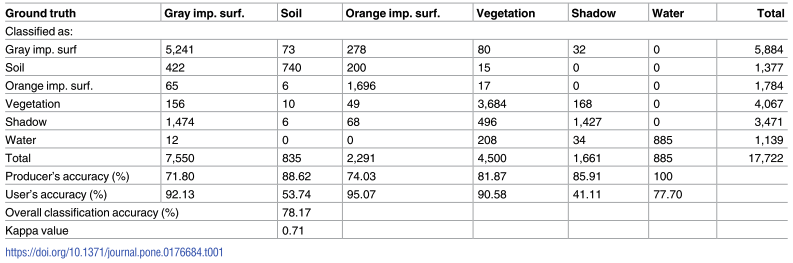 Ground truth Gray imp. surf. Soil Orange imp. surf. Vegetation Shadow Water Total
Classified as:
Gray imp. surf 5,241 73 278 80 32 0 5,884
Soil 422 740 200 15 0 0 1,377
Orange imp. surf. 65 6 1,696 17 0 0 1,784
Vegetation 156 10 49 3,684 168 0 4,067
Shadow 1,474 6 68 496 1,427 0 3,471
Water 12 0 0 208 34 885 1,139
Total 7,550 835 2,291 4,500 1,661 885 17,722
Producer's accuracy (%) 71.80 88.62 74.03 81.87 85.91 100
User's accuracy (%) 92.13 53.74 95.07 90.58 41.11 77.70
Overall classification accuracy (%) 78.17
Kappa value 0.71
https://doi.org/10.1371/journal.pone.0176684.t001